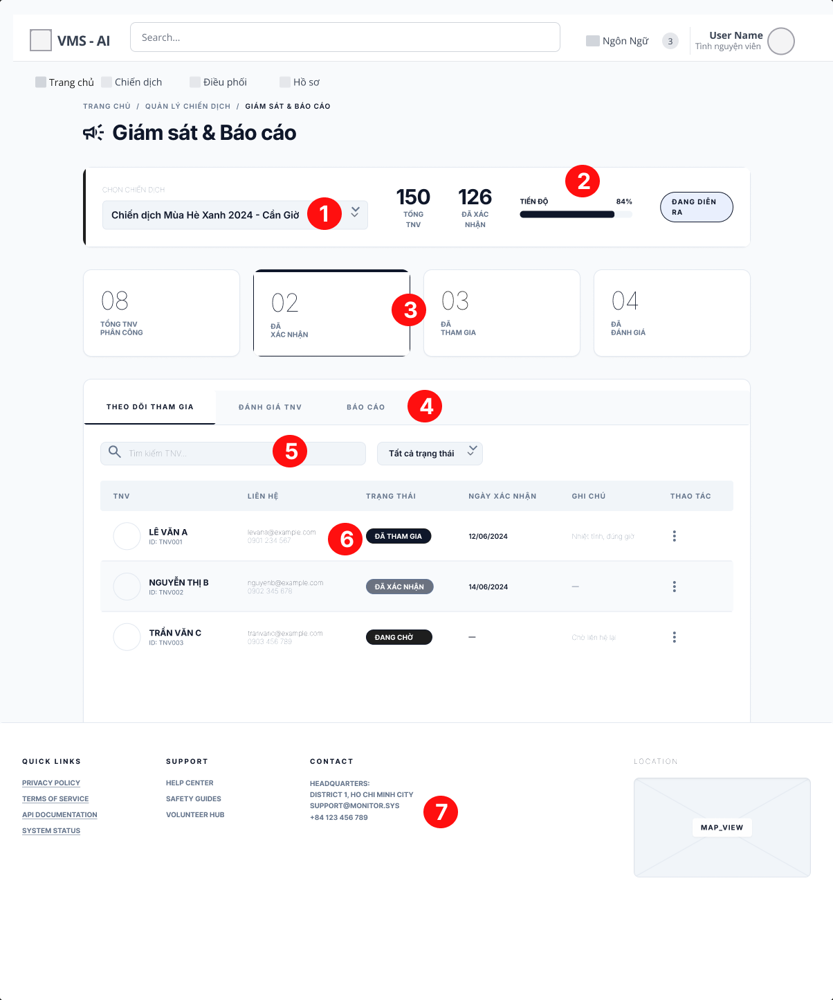 VMS - AI
Search...
Ngôn Ngữ
3
User Name
Tình nguyện viên
Trang chủ
Chiến dịch
Điều phối
Hồ sơ
TRANG CHỦ / QUẢN LÝ CHIẾN DỊCH / GIÁM SÁT & BÁO CÁO
Giám sát & Báo cáo
CHỌN CHIẾN DỊCH
Chiến dịch Mùa Hè Xanh 2024 - Cần Giờ
1
150
TỔNG
TNV
126
ĐÃ XÁC
NHẬN
2
TIẾN ĐỘ
84%
ĐANG DIỄN
RA
08
TỔNG TNV
PHÂN CÔNG
02
ĐÃ
XÁC NHẬN
3
03
ĐÃ
THAM GIA
04
ĐÃ
ĐÁNH GIÁ
THEO DÕI THAM GIA
ĐÁNH GIÁ TNV
BÁO CÁO
4
Tìm kiếm TNV...
5
Tất cả trạng thái
TNV
LIÊN HỆ
TRẠNG THÁI
NGÀY XÁC NHẬN
GHI CHÚ
THAO TÁC
LÊ VĂN A
ID: TNV001
levana@example.com
0901 234 567
6
ĐÃ THAM GIA
12/06/2024
Nhiệt tình, đúng giờ
NGUYỄN THỊ B
ID: TNV002
nguyenb@example.com
0902 345 678
ĐÃ XÁC NHẬN
14/06/2024
—
TRẦN VĂN C
ID: TNV003
tranvanc@example.com
0903 456 789
ĐANG CHỜ
—
Chờ liên hệ lại
QUICK LINKS
PRIVACY POLICY
TERMS OF SERVICE
API DOCUMENTATION
SYSTEM STATUS
SUPPORT
HELP CENTER
SAFETY GUIDES
VOLUNTEER HUB
CONTACT
HEADQUARTERS:
DISTRICT 1, HO CHI MINH CITY
SUPPORT@MONITOR.SYS
+84 123 456 789
7
LOCATION
MAP_VIEW